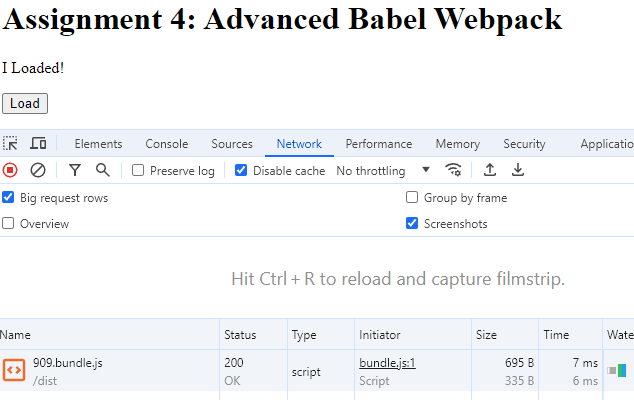 Assignment 4: Advanced Babel Webpack
I Loaded!
Load
Elements Console Sources Network Performance Memory Security Application
Preserve log Disable cache No throttling
Big request rows Group by frame
Overview Screenshots
Hit Ctrl + R to reload and capture filmstrip.
Name Status Type Initiator Size Time Wate
909.bundle.js 200 script bundle.js:1 695 B 7 ms
/dist OK Script 335 B 6 ms